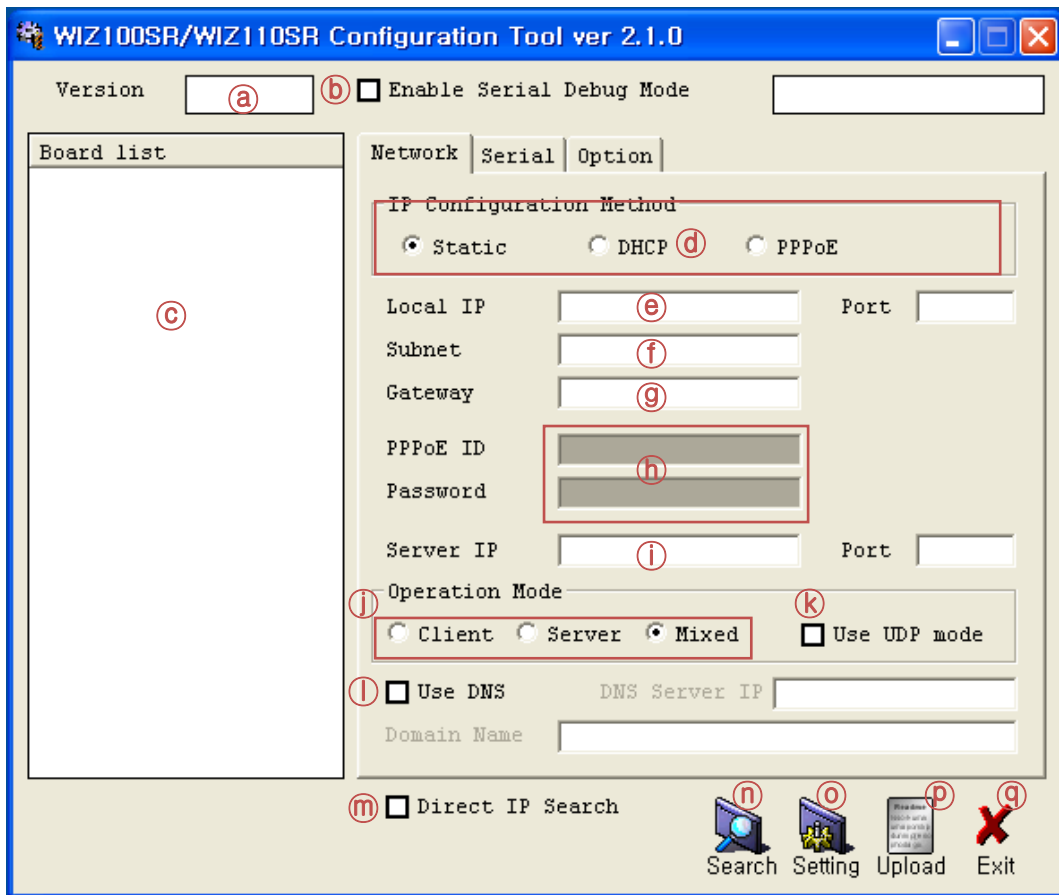 WIZ100SR/WIZ110SR Configuration Tool ver 2.1.0
Version ⓐ ⓑ Enable Serial Debug Mode
Board list
ⓒ
Network Serial Option
IP Configuration Method
Static DHCP ⓓ PPPoE
Local IP ⓔ Port
Subnet ⓕ
Gateway ⓖ
PPPoE ID
ⓗ
Password
Server IP ⓘ Port
Operation Mode
ⓙ Client Server Mixed ⓚ Use UDP mode
ⓛ Use DNS DNS Server IP
Domain Name
ⓜ Direct IP Search
ⓝ ⓞ ⓟ ⓠ
Readme
Search Setting Upload Exit